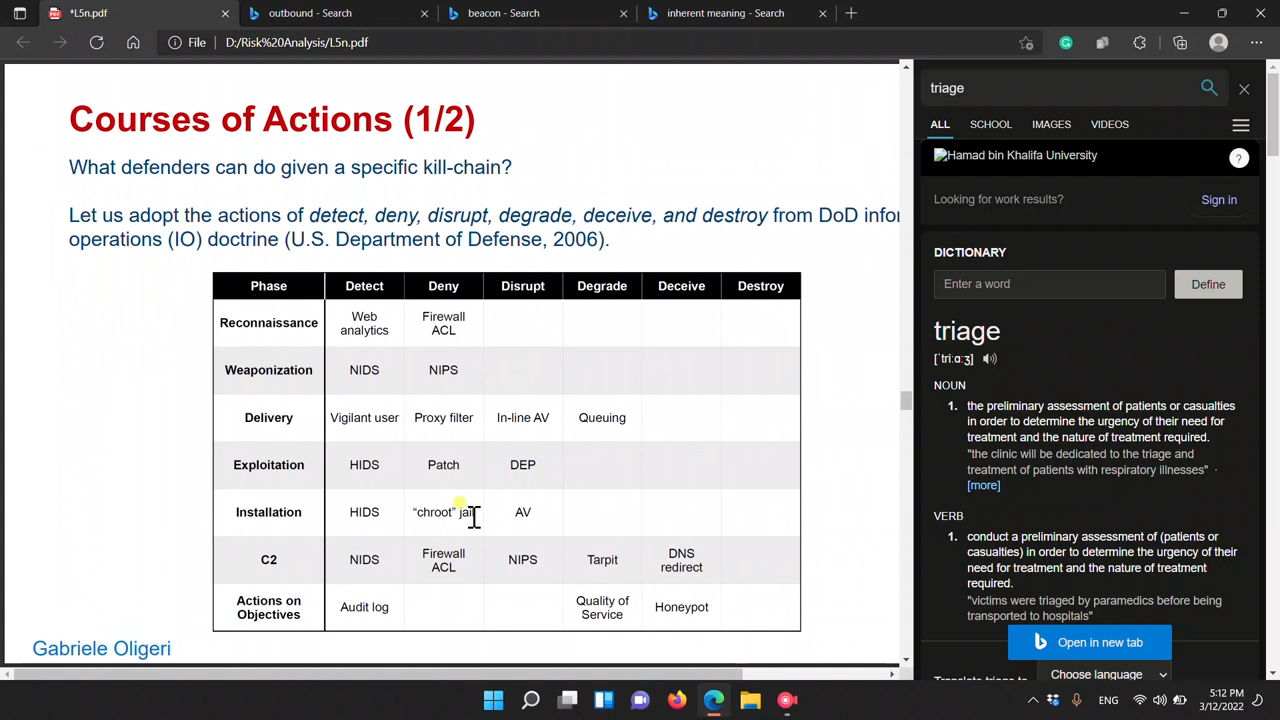 *L5n.pdf
outbound - Search
beacon - Search
inherent meaning - Search
File
D:/Risk%20Analysis/L5n.pdf
Courses of Actions (1/2)
What defenders can do given a specific kill-chain?
Let us adopt the actions of detect, deny, disrupt, degrade, deceive, and destroy from DoD infor
operations (IO) doctrine (U.S. Department of Defense, 2006).
Phase Detect Deny Disrupt Degrade Deceive Destroy
Reconnaissance Web analytics Firewall ACL
Weaponization NIDS NIPS
Delivery Vigilant user Proxy filter In-line AV Queuing
Exploitation HIDS Patch DEP
Installation HIDS “chroot” jail AV
C2 NIDS Firewall ACL NIPS Tarpit DNS redirect
Actions on Objectives Audit log Quality of Service Honeypot
Gabriele Oligeri
triage
ALL SCHOOL IMAGES VIDEOS
Hamad bin Khalifa University
?
Looking for work results?
Sign in
DICTIONARY
Enter a word
Define
triage
[ˈtriːɑːʒ]
NOUN
1. the preliminary assessment of patients or casualties
in order to determine the urgency of their need for
treatment and the nature of treatment required.
"the clinic will be dedicated to the triage and
treatment of patients with respiratory illnesses" ·
[more]
VERB
1. conduct a preliminary assessment of (patients or
casualties) in order to determine the urgency of their
need for treatment and the nature of treatment
required.
"victims were triaged by paramedics before being
transported to hospitals"
Open in new tab
Translate triage to
Choose language
ENG
5:12 PM
3/12/2022